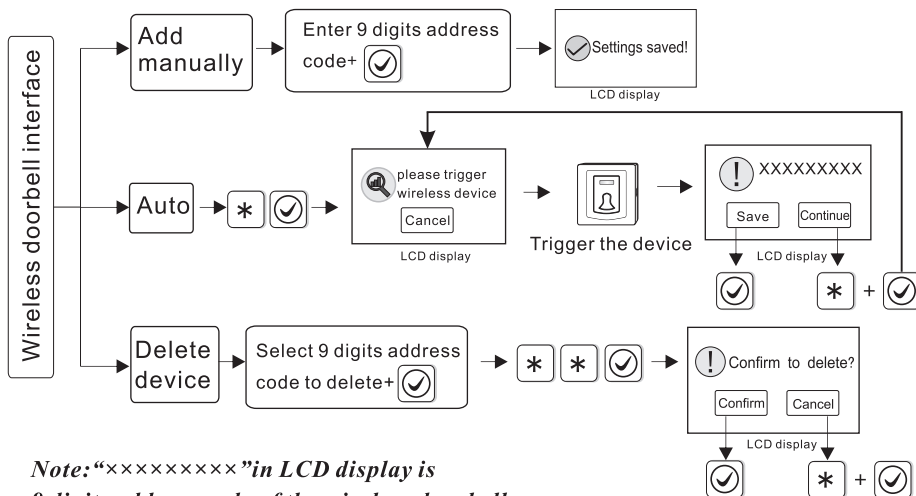 Wireless doorbell interface
Add
manually
Enter 9 digits address
code+
Settings saved!
LCD display
Auto
*
please trigger
wireless device
Cancel
LCD display
Trigger the device
! XXXXXXXXX
Save
Continue
LCD display
* +
Delete
device
Select 9 digits address
code to delete+
* *
! Confirm to delete?
Confirm
Cancel
LCD display
* +
Note:“×××××××××”in LCD display is